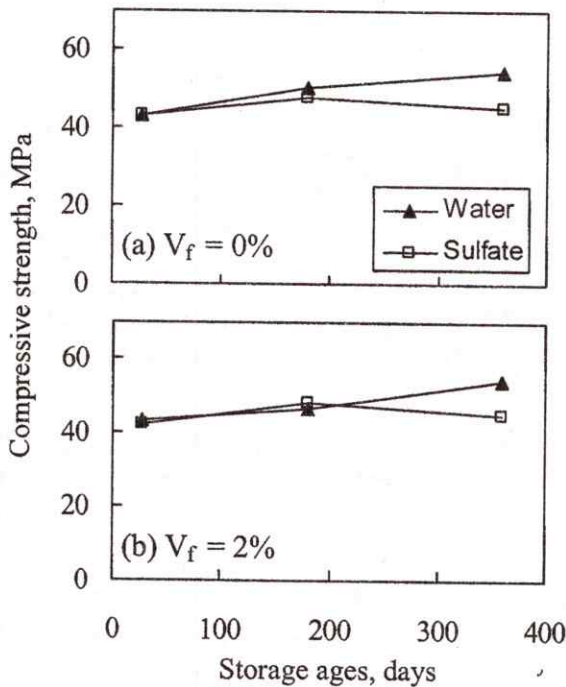 Compressive strength, MPa
60
40
20
0
(a) V_f = 0%
Water
Sulfate
60
40
20
0
(b) V_f = 2%
0 100 200 300 400
Storage ages, days